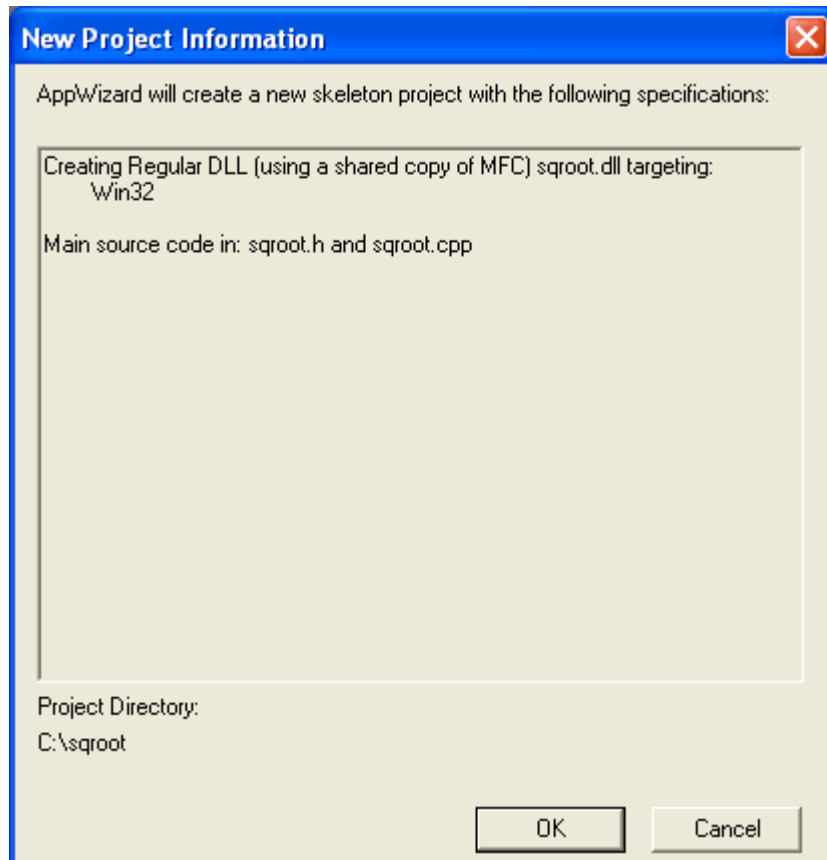 New Project Information
AppWizard will create a new skeleton project with the following specifications:
Creating Regular DLL (using a shared copy of MFC) sqroot.dll targeting:
Win32
Main source code in: sqroot.h and sqroot.cpp
Project Directory:
C:\sqroot
OK
Cancel